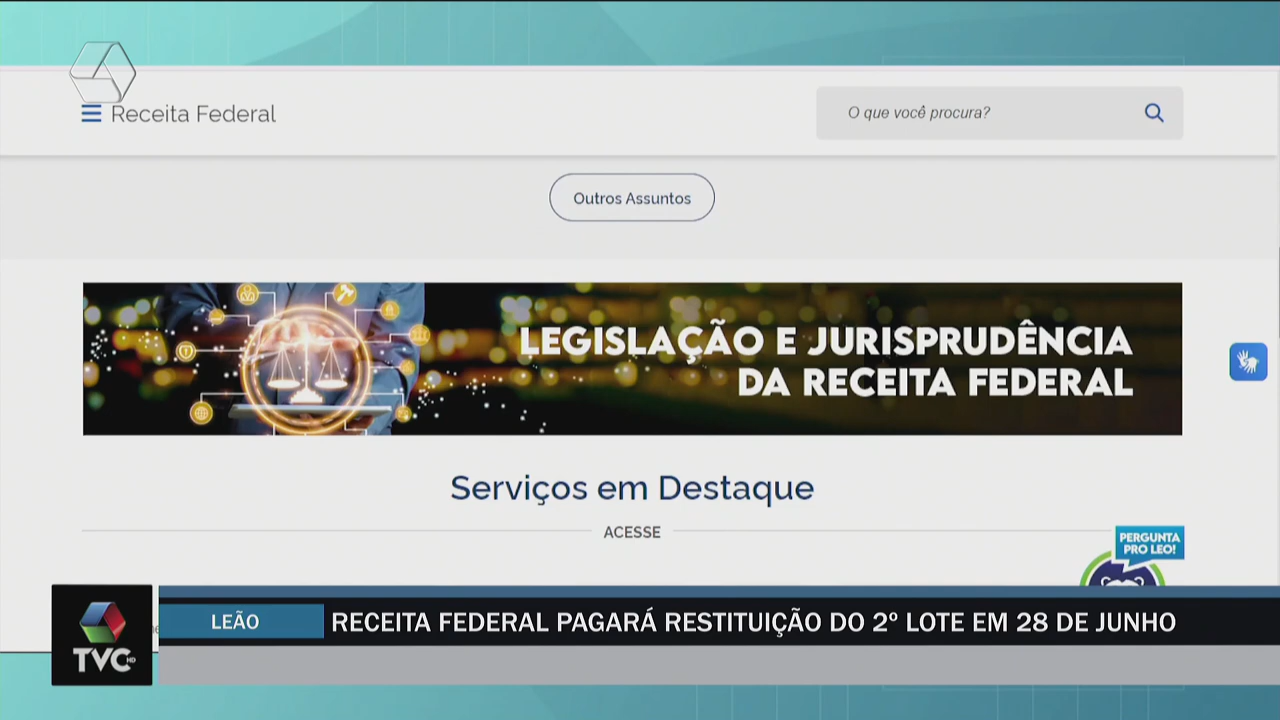 Receita Federal
O que você procura?
Outros Assuntos
LEGISLAÇÃO E JURISPRUDÊNCIA
DA RECEITA FEDERAL
Serviços em Destaque
ACESSE
PERGUNTA
PRO LEO!
LEÃO
RECEITA FEDERAL PAGARÁ RESTITUIÇÃO DO 2º LOTE EM 28 DE JUNHO
TVC HD